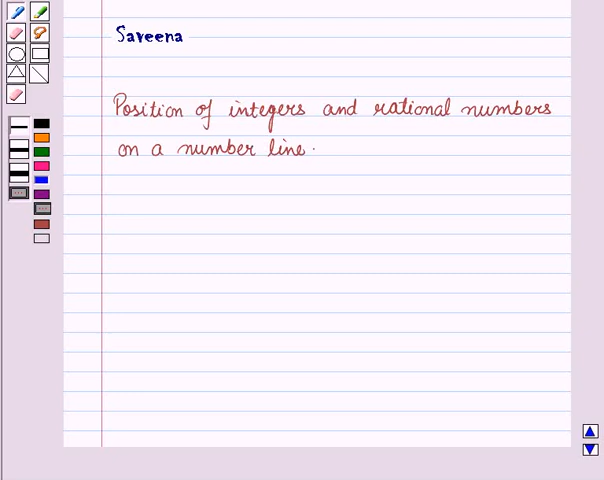 Saveena
Position of integers and rational numbers
on a number line.